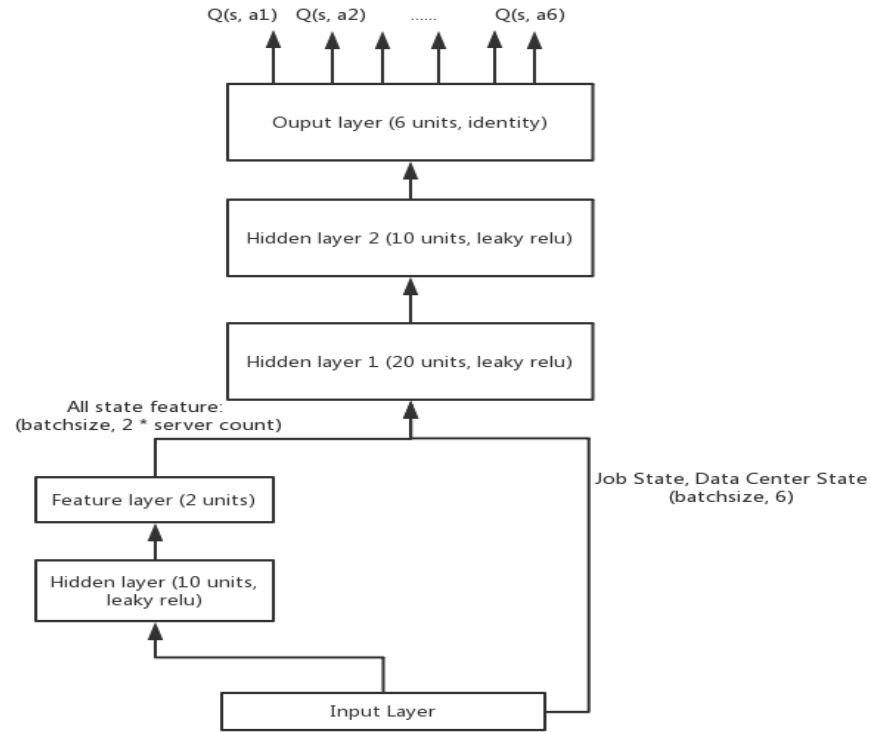 Q(s, a1) Q(s, a2) ...... Q(s, a6)
Ouput layer (6 units, identity)
Hidden layer 2 (10 units, leaky relu)
Hidden layer 1 (20 units, leaky relu)
All state feature:
(batchsize, 2 * server count)
Job State, Data Center State
(batchsize, 6)
Feature layer (2 units)
Hidden layer (10 units,
leaky relu)
Input Layer